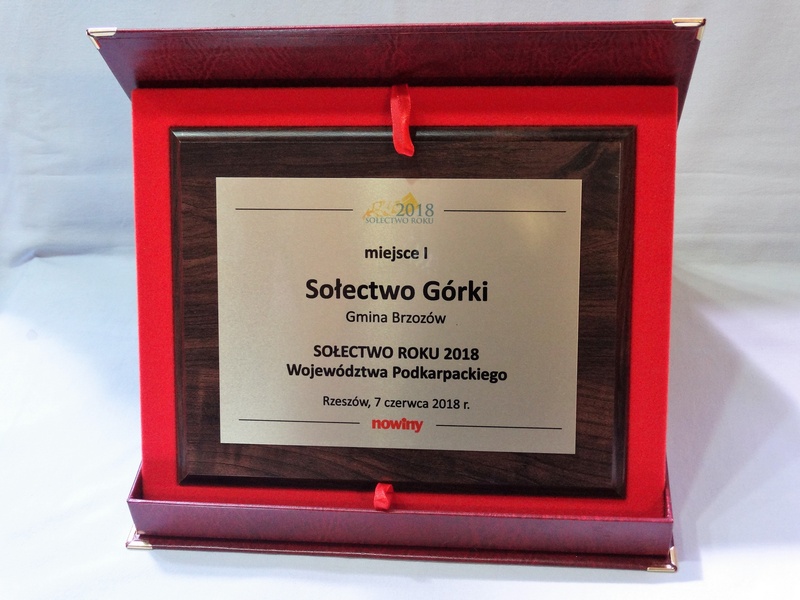 2018
SOŁECTWO ROKU
miejsce I
Sołectwo Górki
Gmina Brzozów
SOŁECTWO ROKU 2018
Województwa Podkarpackiego
Rzeszów, 7 czerwca 2018 r.
nowiny